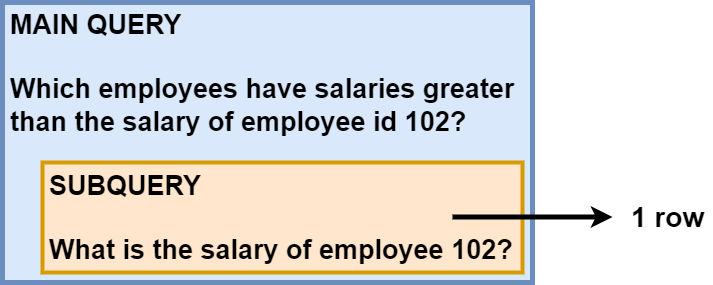 MAIN QUERY
Which employees have salaries greater
than the salary of employee id 102?
SUBQUERY
What is the salary of employee 102?
1 row